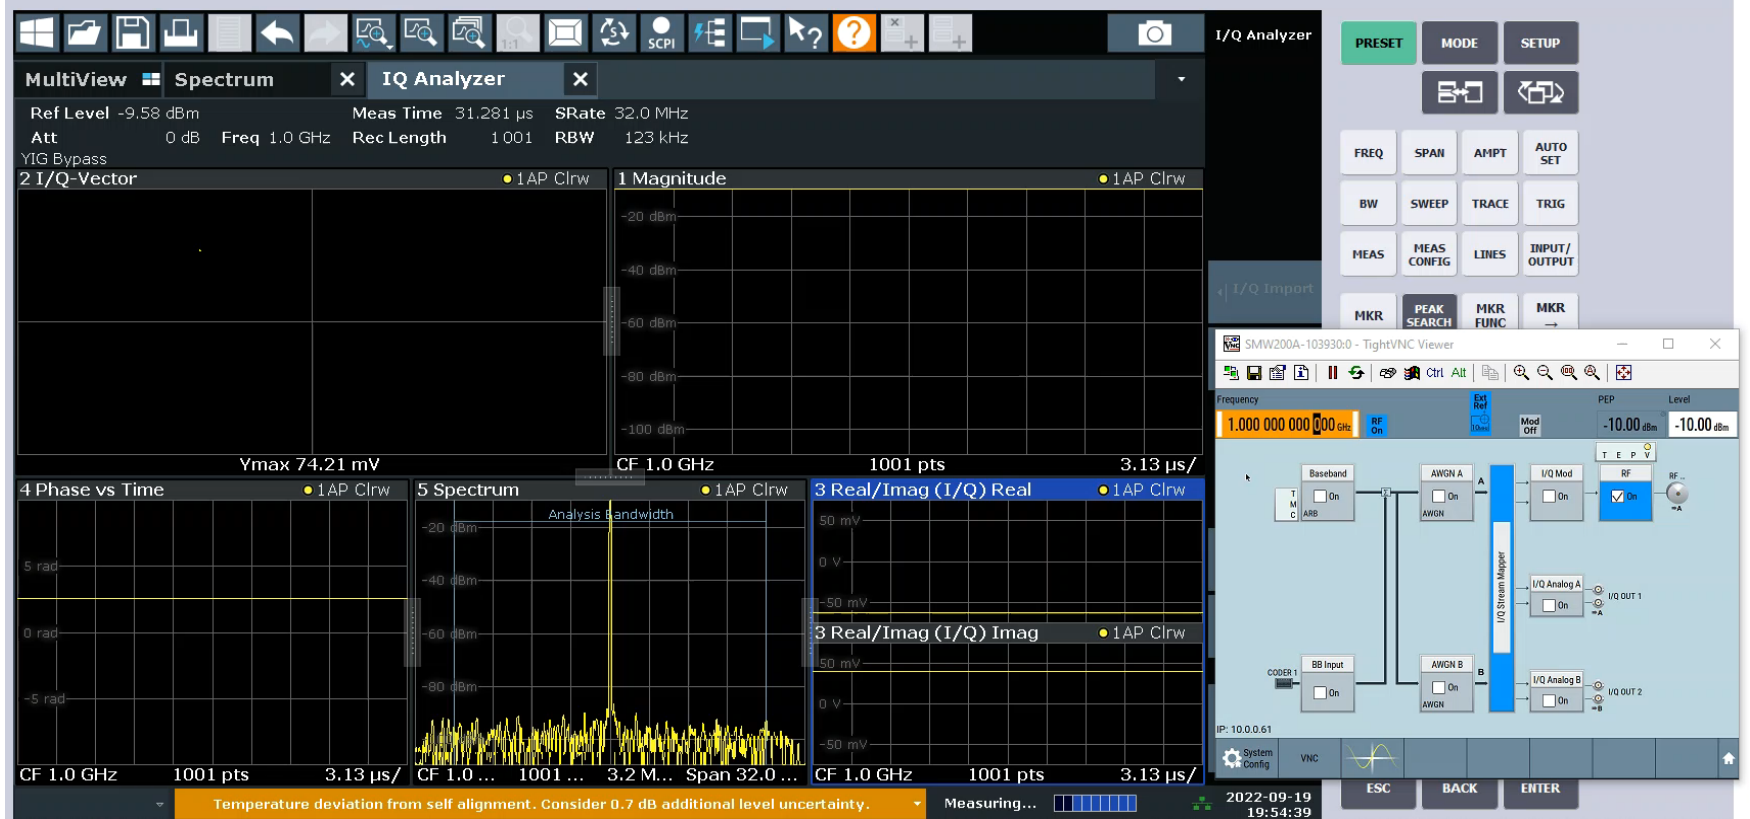 SCPI
1:1
I/Q Analyzer
MultiView
Spectrum
IQ Analyzer
Ref Level -9.58 dBm
Meas Time 31.281 µs
SRate 32.0 MHz
Att 0 dB
Freq 1.0 GHz
Rec Length 1001
RBW 123 kHz
YIG Bypass
2 I/Q-Vector
1AP Clrw
Ymax 74.21 mV
1 Magnitude
1AP Clrw
-20 dBm
-40 dBm
-60 dBm
-80 dBm
-100 dBm
CF 1.0 GHz
1001 pts
3.13 µs/
4 Phase vs Time
1AP Clrw
5 rad
0 rad
-5 rad
CF 1.0 GHz
1001 pts
3.13 µs/
5 Spectrum
1AP Clrw
Analysis Bandwidth
-20 dBm
-40 dBm
-60 dBm
-80 dBm
CF 1.0 ...
1001 ...
3.2 M...
Span 32.0 ...
3 Real/Imag (I/Q) Real
1AP Clrw
50 mV
0 V
-50 mV
3 Real/Imag (I/Q) Imag
1AP Clrw
50 mV
0 V
-50 mV
CF 1.0 GHz
1001 pts
3.13 µs/
Temperature deviation from self alignment. Consider 0.7 dB additional level uncertainty.
Measuring...
2022-09-19
19:54:39
I/Q Import
PRESET
MODE
SETUP
FREQ
SPAN
AMPT
AUTO
SET
BW
SWEEP
TRACE
TRIG
MEAS
MEAS
CONFIG
LINES
INPUT/
OUTPUT
MKR
PEAK
SEARCH
MKR
FUNC
MKR
→
SMW200A-103930:0 - TightVNC Viewer
Ctrl
Alt
Frequency
1.000 000 000 000 GHz
RF
On
Ext
Ref
Mod
Off
PEP
-10.00 dBm
Level
-10.00 dBm
Baseband
On
ARB
T
M
C
AWGN A
On
AWGN
A
I/Q Mod
On
T E P V
RF
On
RF ..
I/Q Stream Mapper
I/Q Analog A
On
I/Q OUT 1
CODER 1
BB Input
On
AWGN B
On
AWGN
B
I/Q Analog B
On
I/Q OUT 2
IP: 10.0.0.61
System
Config
VNC
ESC
BACK
ENTER